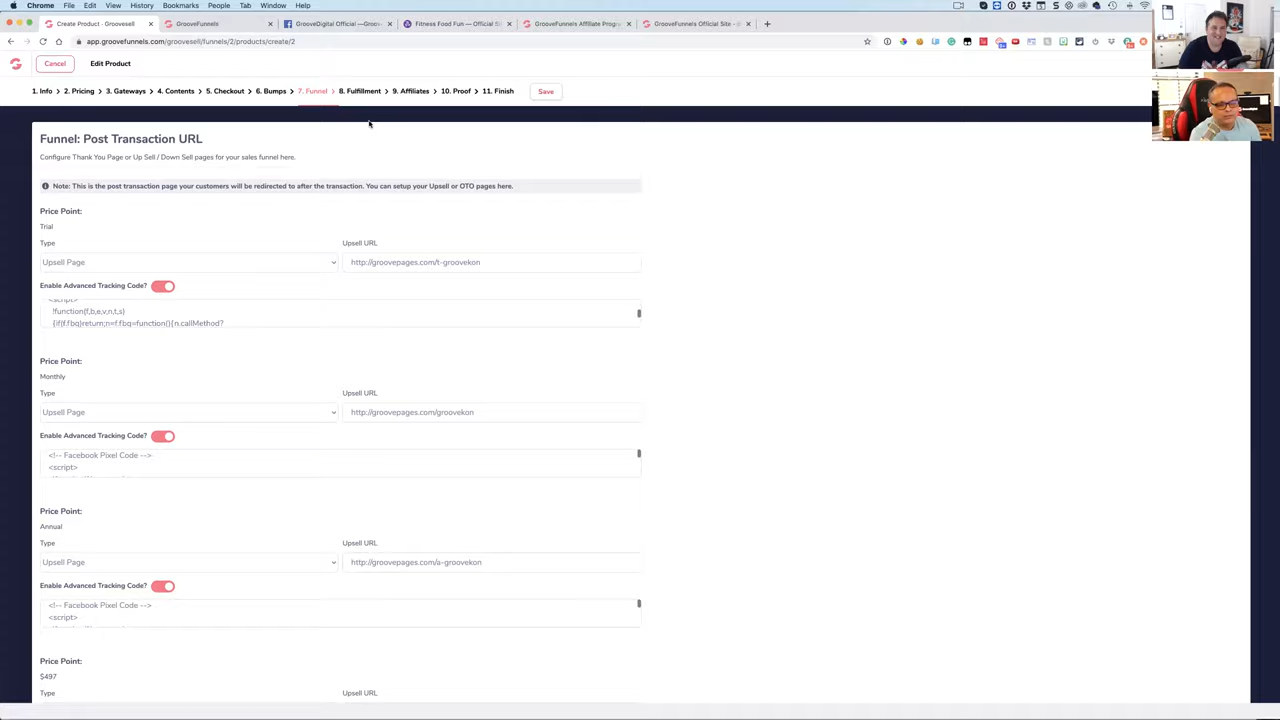 Chrome File Edit View History Bookmarks People Tab Window Help
Create Product - Groovesell
GrooveFunnels
GrooveDigital Official
Fitness Food Fun — Official Si
GrooveFunnels Affiliate Progr
GrooveFunnels Official Site -
app.groovefunnels.com/groovesell/funnels/2/products/create/2
Cancel
Edit Product
1. Info > 2. Pricing > 3. Gateways > 4. Contents > 5. Checkout > 6. Bumps > 7. Funnel > 8. Fulfillment > 9. Affiliates > 10. Proof > 11. Finish
Save
Funnel: Post Transaction URL
Configure Thank You Page or Up Sell / Down Sell pages for your sales funnel here.
Note: This is the post transaction page your customers will be redirected to after the transaction. You can setup your Upsell or OTO pages here.
Price Point:
Trial
Type Upsell URL
Upsell Page http://groovepages.com/t-groovekon
Enable Advanced Tracking Code?
<script>
!function(f,b,e,v,n,t,s)
{if(f.fbq)return;n=f.fbq=function(){n.callMethod?
Price Point:
Monthly
Type Upsell URL
Upsell Page http://groovepages.com/groovekon
Enable Advanced Tracking Code?
<!-- Facebook Pixel Code -->
<script>
Price Point:
Annual
Type Upsell URL
Upsell Page http://groovepages.com/a-groovekon
Enable Advanced Tracking Code?
<!-- Facebook Pixel Code -->
<script>
Price Point:
$497
Type Upsell URL